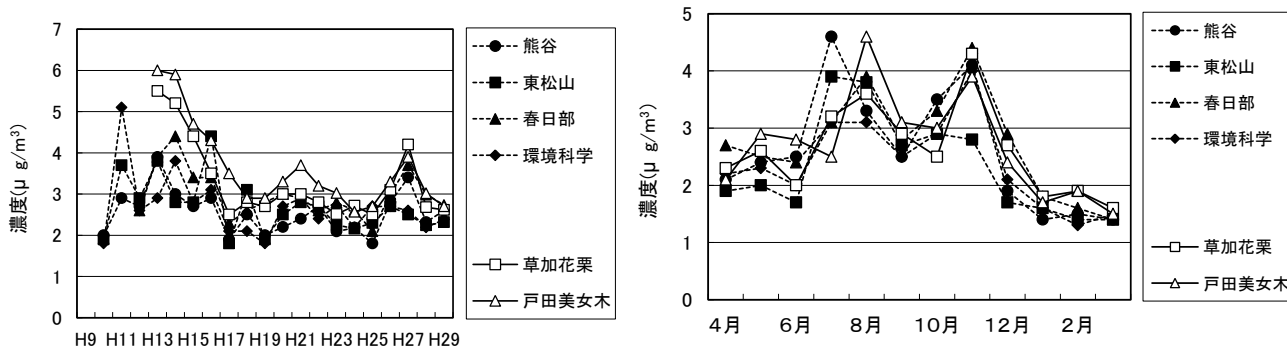 7
6
5
4
3
2
1
0
濃度(μ g/m³)
H9 H11 H13 H15 H17 H19 H21 H23 H25 H27 H29
熊谷
東松山
春日部
環境科学
草加花栗
戸田美女木
5
4
3
2
1
0
濃度(μ g/m³)
4月 6月 8月 10月 12月 2月
熊谷
東松山
春日部
環境科学
草加花栗
戸田美女木